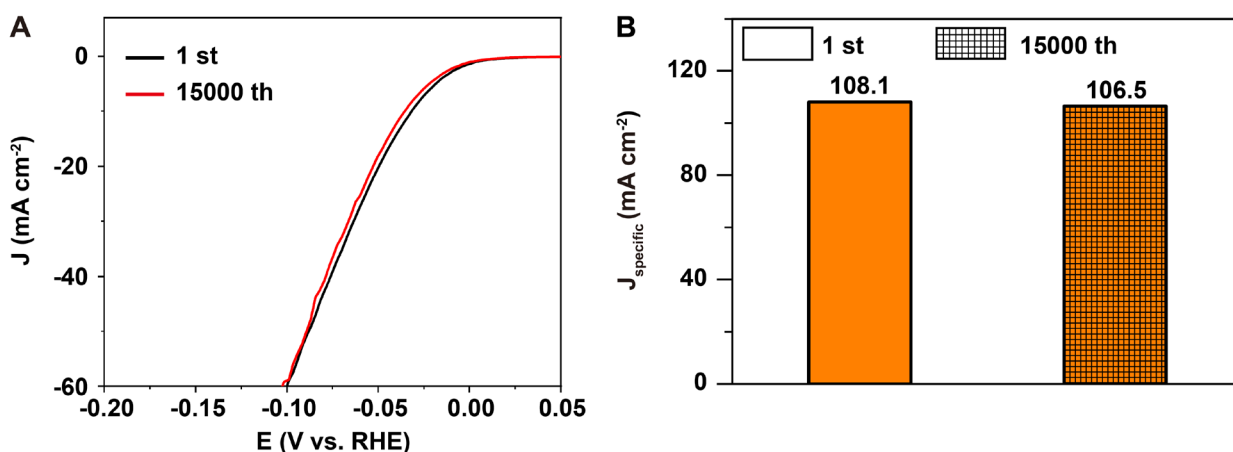 A
1 st
15000 th
0
-20
-40
-60
J (mA cm⁻²)
-0.20
-0.15
-0.10
-0.05
0.00
0.05
E (V vs. RHE)
B
1 st
15000 th
120
80
40
0
J specific (mA cm⁻²)
108.1
106.5